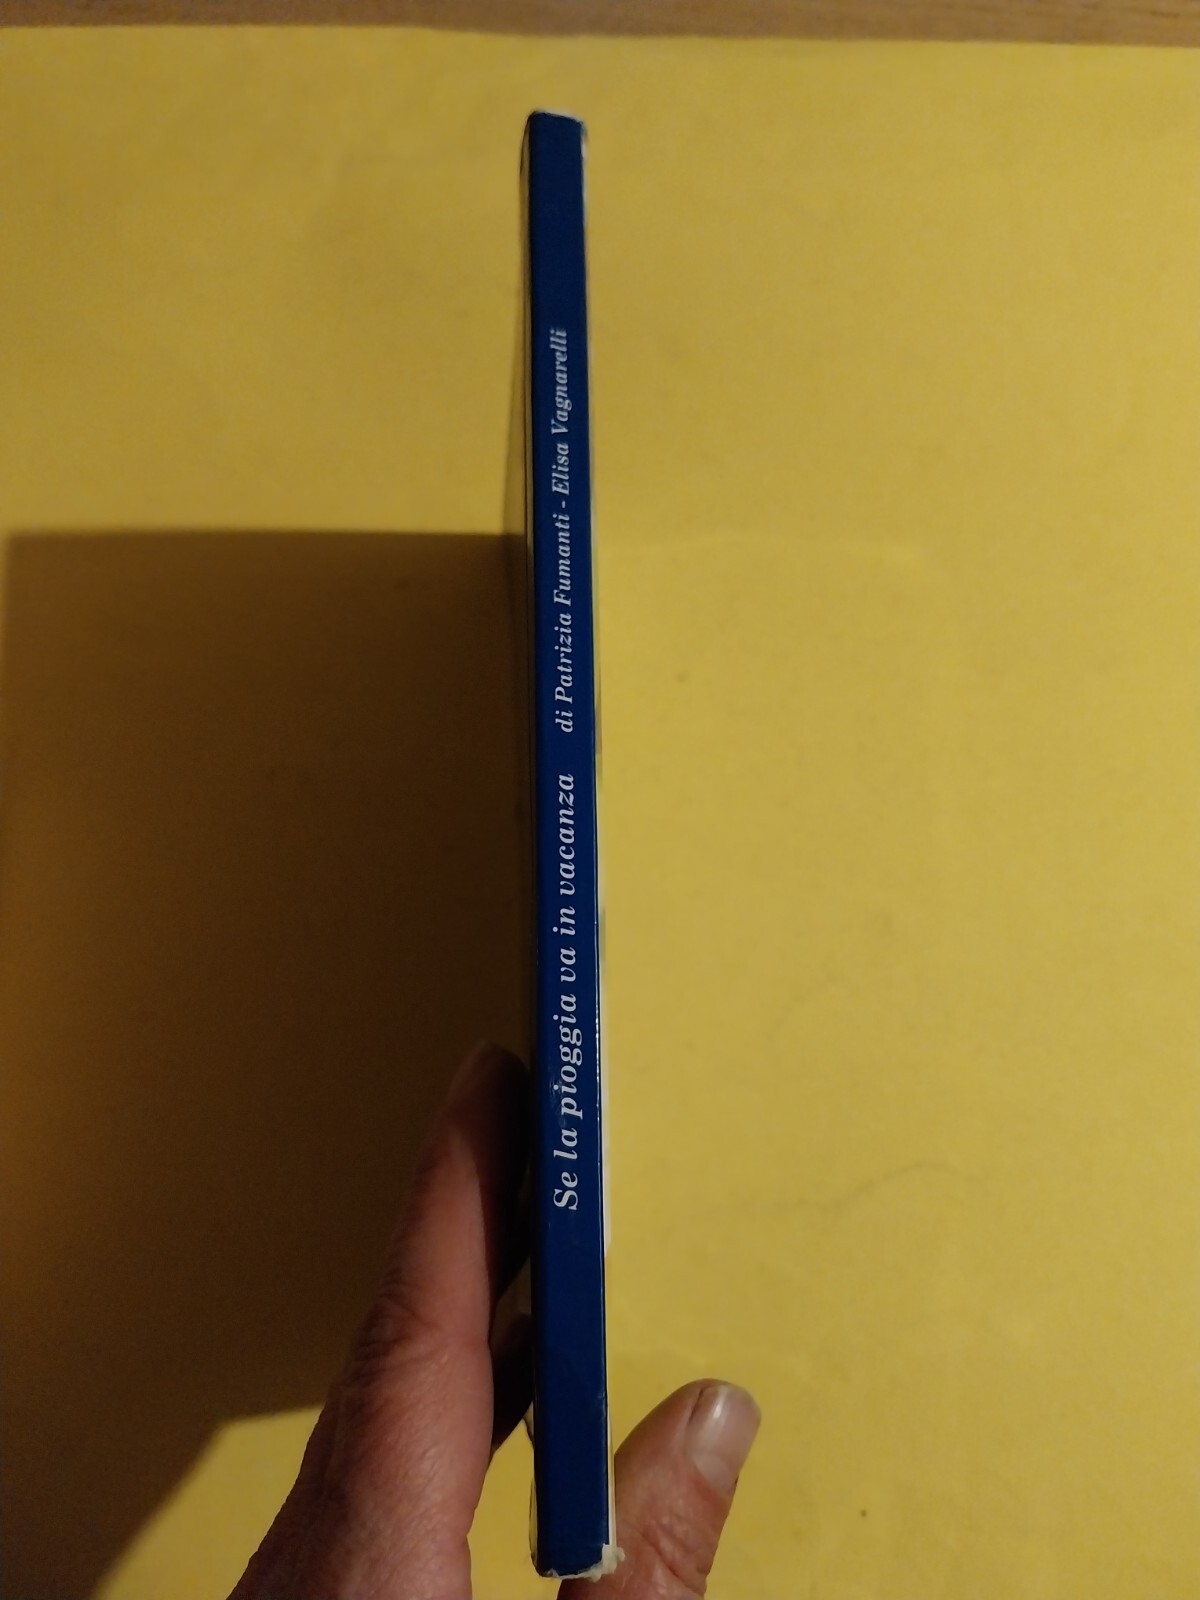 Se la pioggia va in vacanza di Patrizia Fumanti - Elisa Vagnarelli